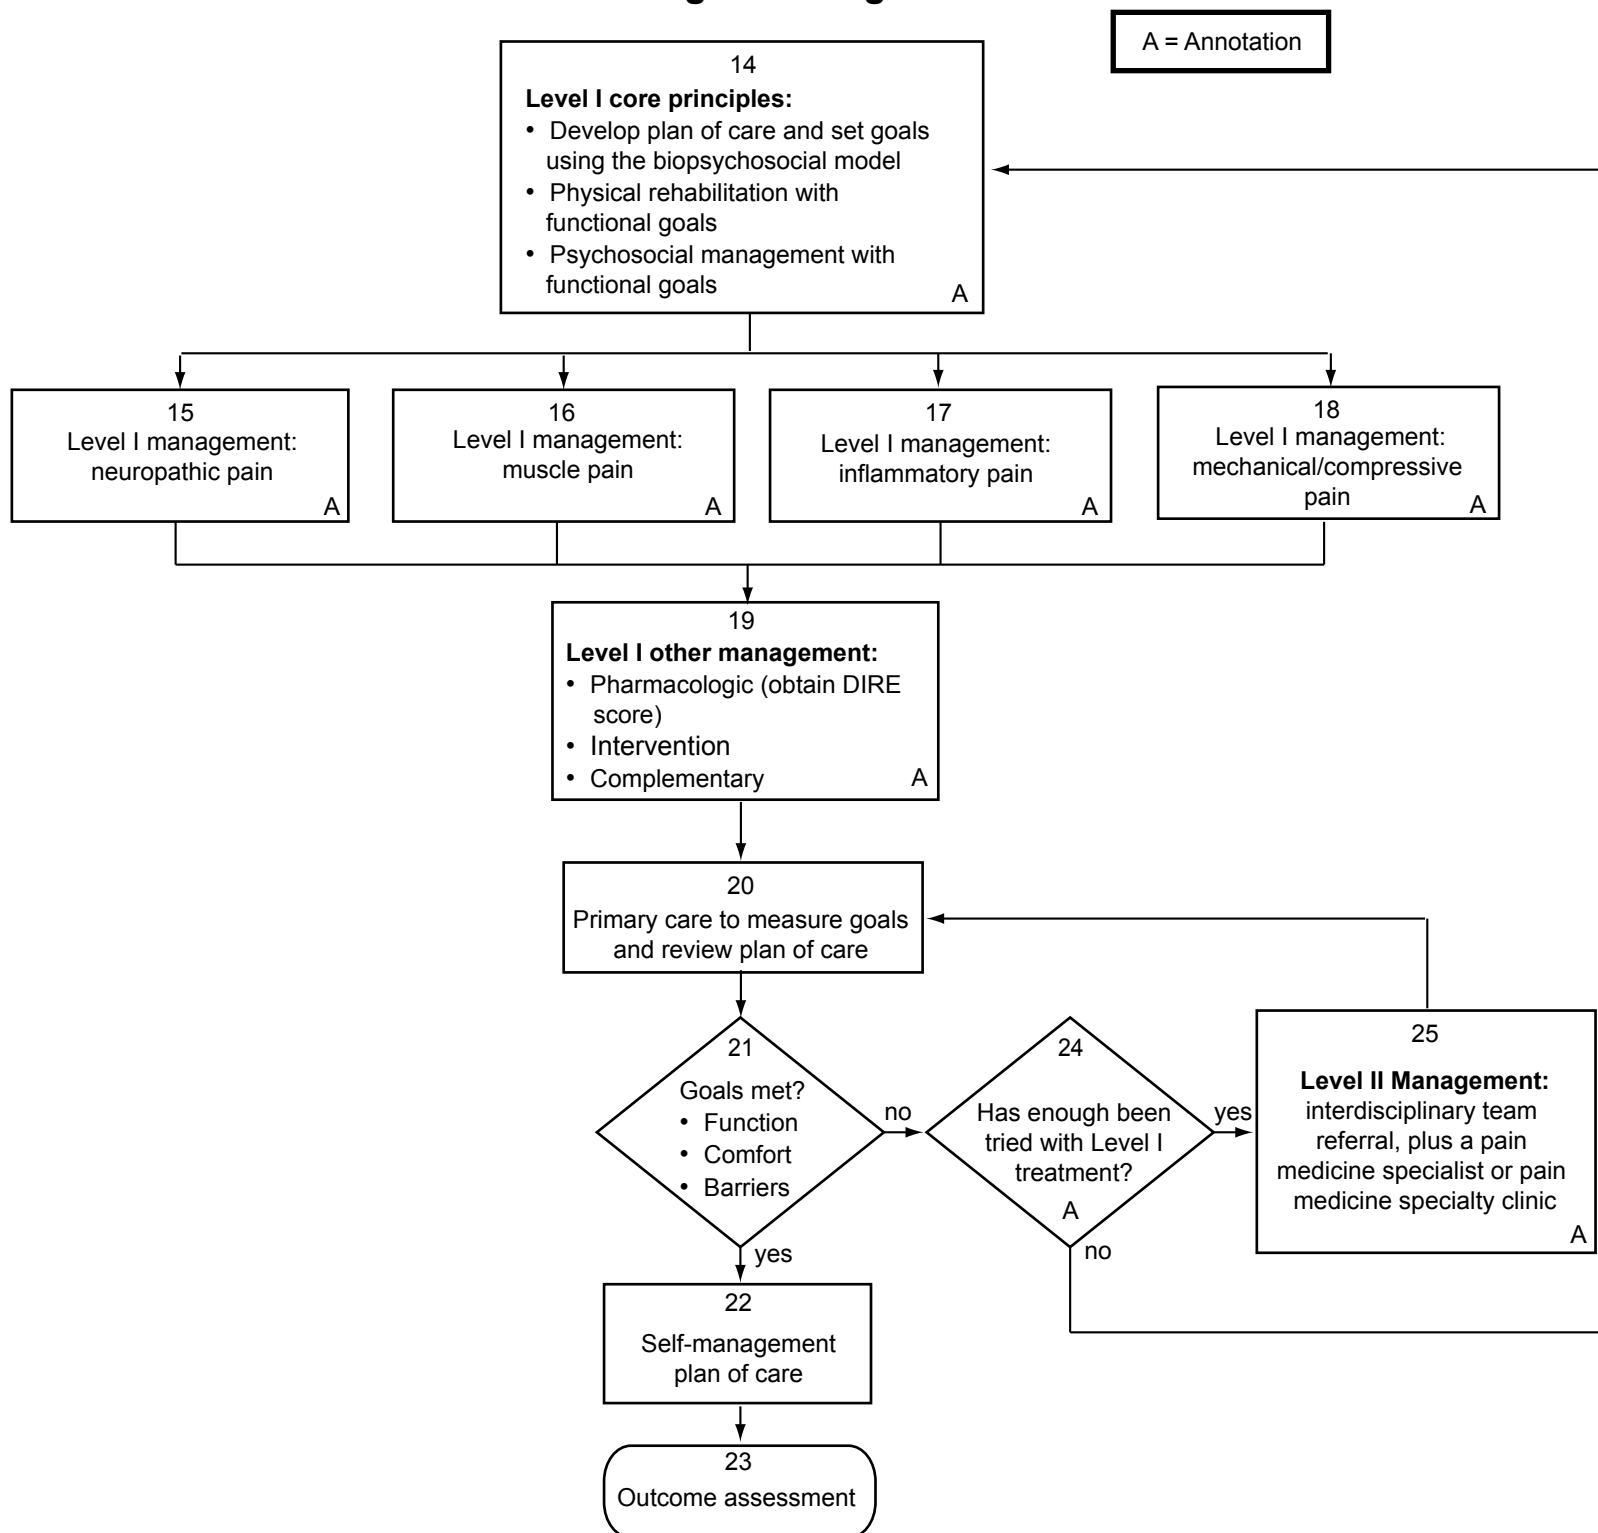 A = Annotation
14
Level I core principles:
• Develop plan of care and set goals
using the biopsychosocial model
• Physical rehabilitation with
functional goals
• Psychosocial management with
functional goals
A
15
Level I management:
neuropathic pain
A
16
Level I management:
muscle pain
A
17
Level I management:
inflammatory pain
A
18
Level I management:
mechanical/compressive
pain
A
19
Level I other management:
• Pharmacologic (obtain DIRE
score)
• Intervention
• Complementary
A
20
Primary care to measure goals
and review plan of care
21
Goals met?
• Function
• Comfort
• Barriers
no
yes
24
Has enough been
tried with Level I
treatment?
A
yes
no
25
Level II Management:
interdisciplinary team
referral, plus a pain
medicine specialist or pain
medicine specialty clinic
A
22
Self-management
plan of care
23
Outcome assessment